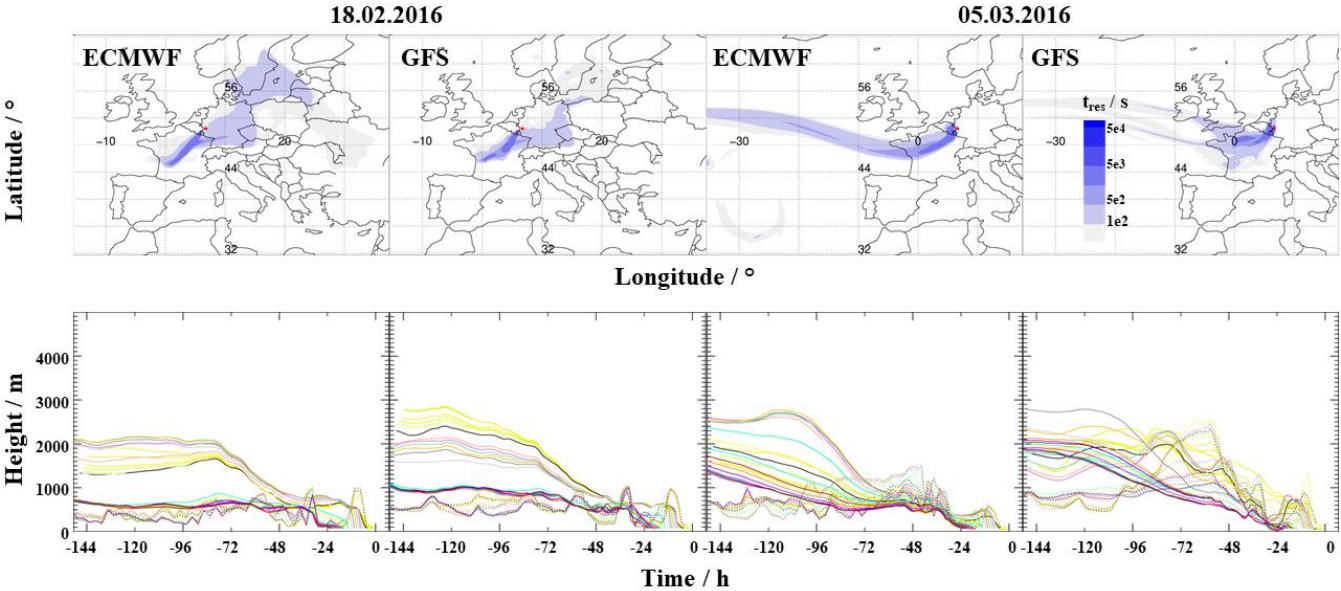 18.02.2016 05.03.2016
ECMWF GFS ECMWF GFS
Latitude / °
56 56
t_res / s
5e4
-10 20 -10 20 -30 0 -30 0
5e3
44 44 44 44
5e2
1e2
32 32 32 32
Longitude / °
Height / m
4000
3000
2000
1000
0
-144 -120 -96 -72 -48 -24 0 -144 -120 -96 -72 -48 -24 0 -144 -120 -96 -72 -48 -24 0 -144 -120 -96 -72 -48 -24 0
Time / h